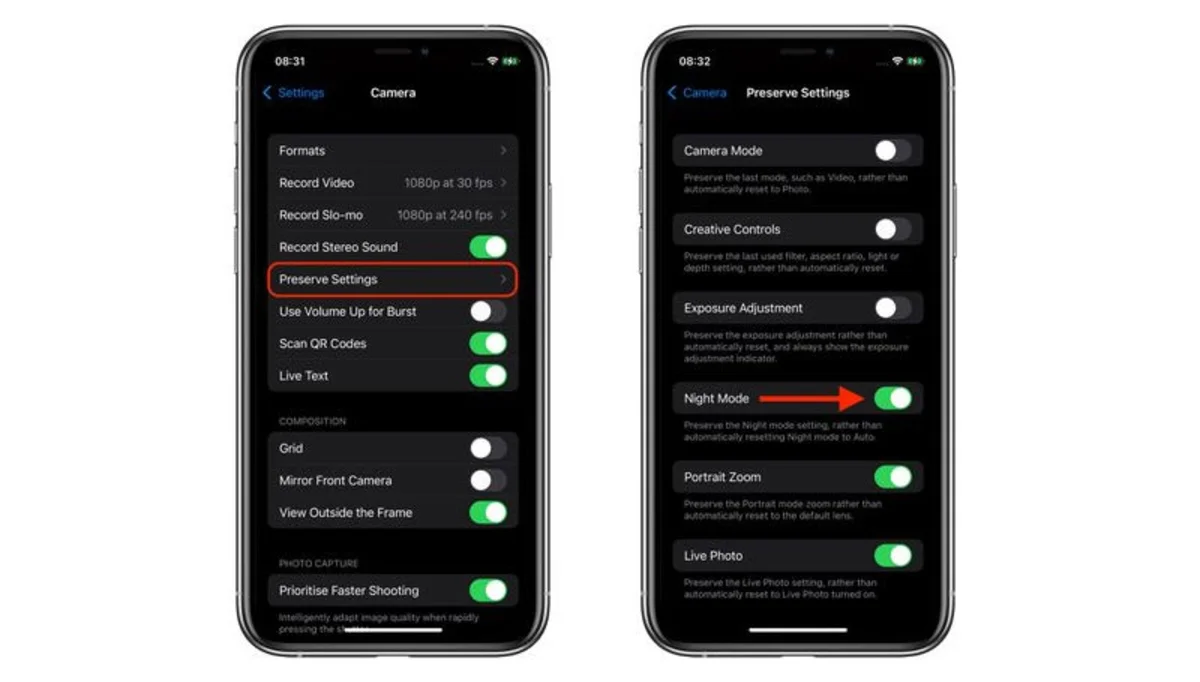 08:31
Settings
Camera
Formats
Record Video 1080p at 30 fps
Record Slo-mo 1080p at 240 fps
Record Stereo Sound
Preserve Settings
Use Volume Up for Burst
Scan QR Codes
Live Text
COMPOSITION
Grid
Mirror Front Camera
View Outside the Frame
PHOTO CAPTURE
Prioritise Faster Shooting
Intelligently adapt image quality when rapidly
pressing the
08:32
Camera
Preserve Settings
Camera Mode
Preserve the last mode, such as Video, rather than
automatically reset to Photo.
Creative Controls
Preserve the last used filter, aspect ratio, light or
depth setting, rather than automatically reset.
Exposure Adjustment
Preserve the exposure adjustment rather than
automatically reset, and always show the exposure
adjustment indicator.
Night Mode
Preserve the Night mode setting, rather than
automatically resetting Night mode to Auto.
Portrait Zoom
Preserve the Portrait mode zoom rather than
automatically reset to the default lens.
Live Photo
Preserve the Live Photo setting, rather than
automatically reset to Live Photo turned on.